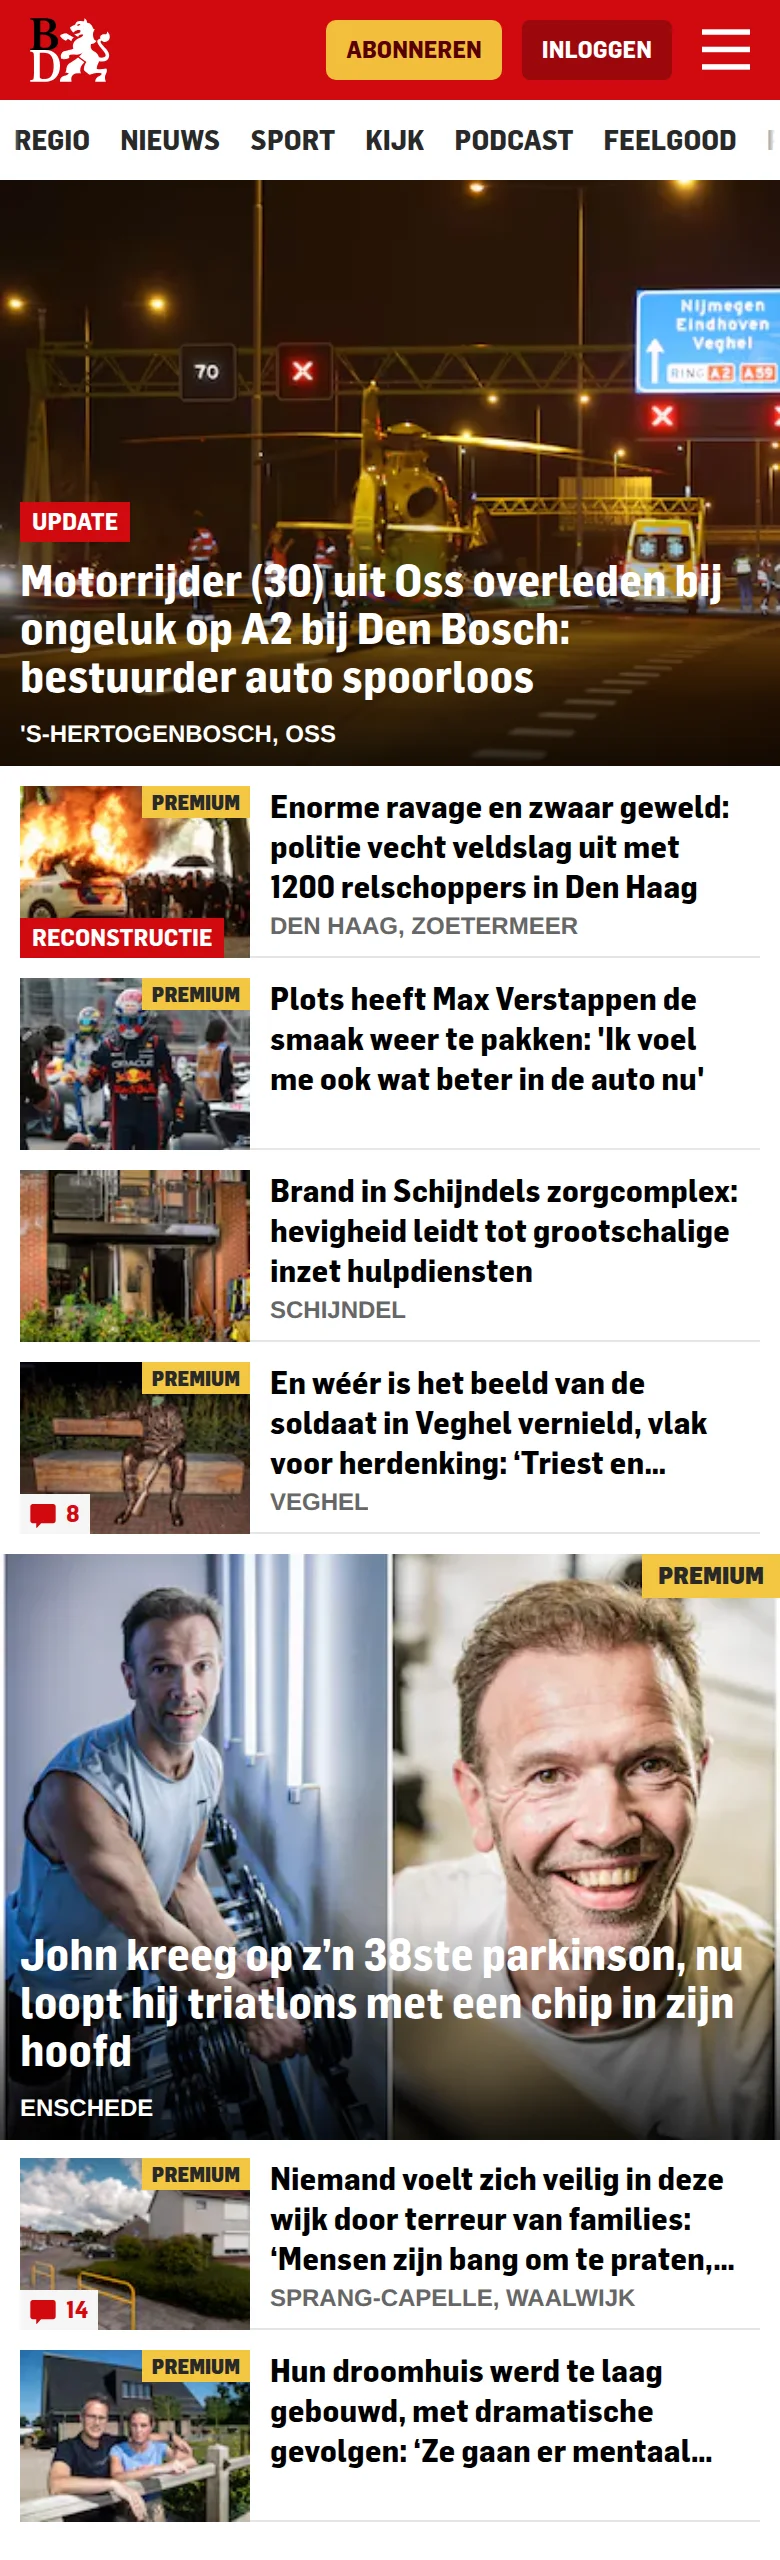 BD
ABONNEREN
INLOGGEN
REGIO NIEUWS SPORT KIJK PODCAST FEELGOOD
70
Nijmegen
Eindhoven
Veghel
RING A2 A59
UPDATE
Motorrijder (30) uit Oss overleden bij
ongeluk op A2 bij Den Bosch:
bestuurder auto spoorloos
'S-HERTOGENBOSCH, OSS
PREMIUM
RECONSTRUCTIE
Enorme ravage en zwaar geweld:
politie vecht veldslag uit met
1200 relschoppers in Den Haag
DEN HAAG, ZOETERMEER
PREMIUM
Plots heeft Max Verstappen de
smaak weer te pakken: 'Ik voel
me ook wat beter in de auto nu'
Brand in Schijndels zorgcomplex:
hevigheid leidt tot grootschalige
inzet hulpdiensten
SCHIJNDEL
PREMIUM
8
En wéér is het beeld van de
soldaat in Veghel vernield, vlak
voor herdenking: ‘Triest en...
VEGHEL
PREMIUM
John kreeg op z’n 38ste parkinson, nu
loopt hij triatlons met een chip in zijn
hoofd
ENSCHEDE
PREMIUM
14
Niemand voelt zich veilig in deze
wijk door terreur van families:
‘Mensen zijn bang om te praten,...
SPRANG-CAPELLE, WAALWIJK
PREMIUM
Hun droomhuis werd te laag
gebouwd, met dramatische
gevolgen: ‘Ze gaan er mentaal...